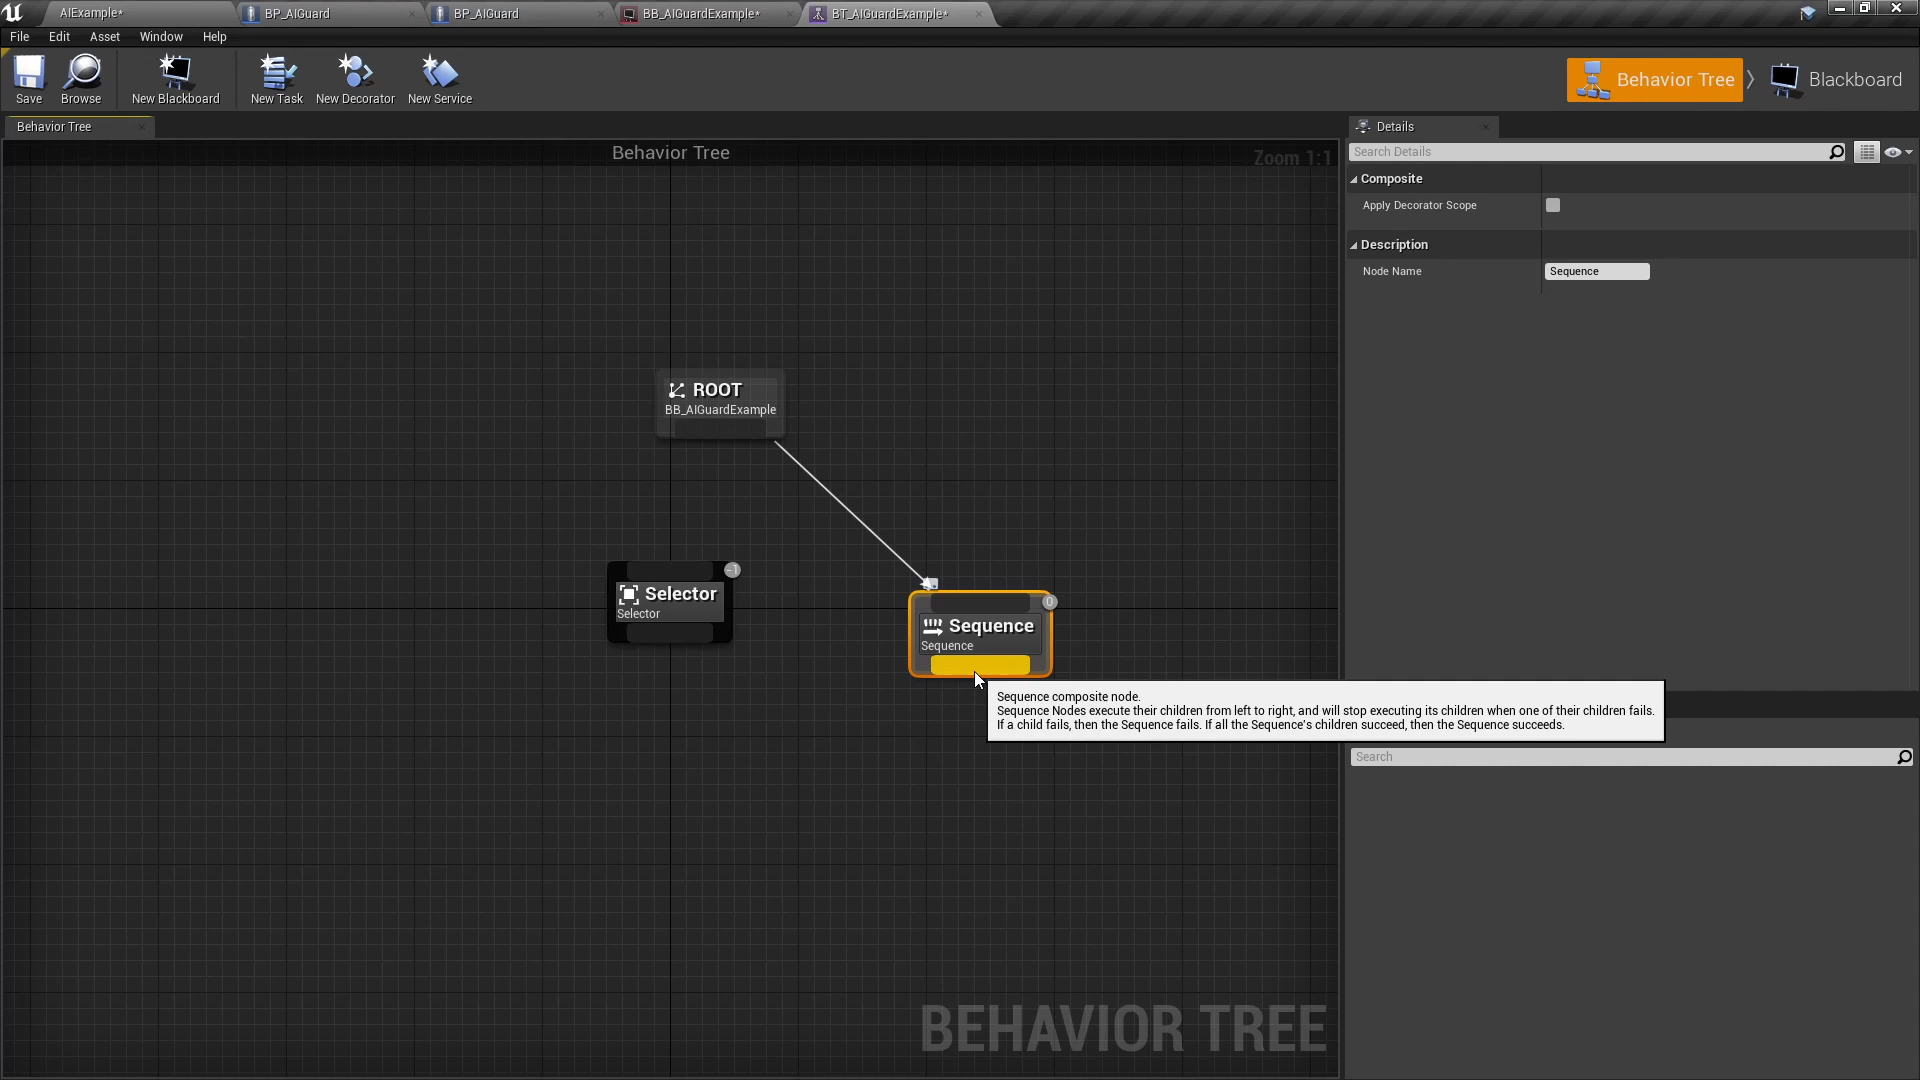 AIExample*
BP_AIGuard
BP_AIGuard
BB_AIGuardExample*
BT_AIGuardExample*
File
Edit
Asset
Window
Help
Save
Browse
New Blackboard
New Task
New Decorator
New Service
Behavior Tree
Blackboard
Behavior Tree
Details
Behavior Tree
Zoom 1:1
Search Details
Composite
Apply Decorator Scope
Description
Node Name
Sequence
ROOT
BB_AIGuardExample
-1
Selector
Selector
0
Sequence
Sequence
Sequence composite node.
Sequence Nodes execute their children from left to right, and will stop executing its children when one of their children fails.
If a child fails, then the Sequence fails. If all the Sequence's children succeed, then the Sequence succeeds.
Search
BEHAVIOR TREE